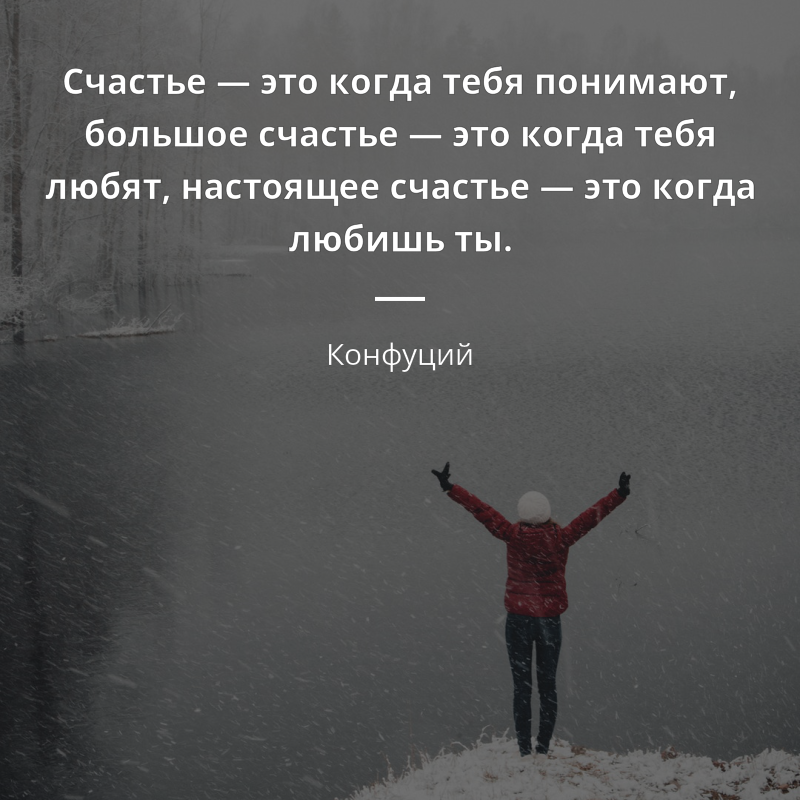 Счастье — это когда тебя понимают,
большое счастье — это когда тебя
любят, настоящее счастье — это когда
любишь ты.
Конфуций